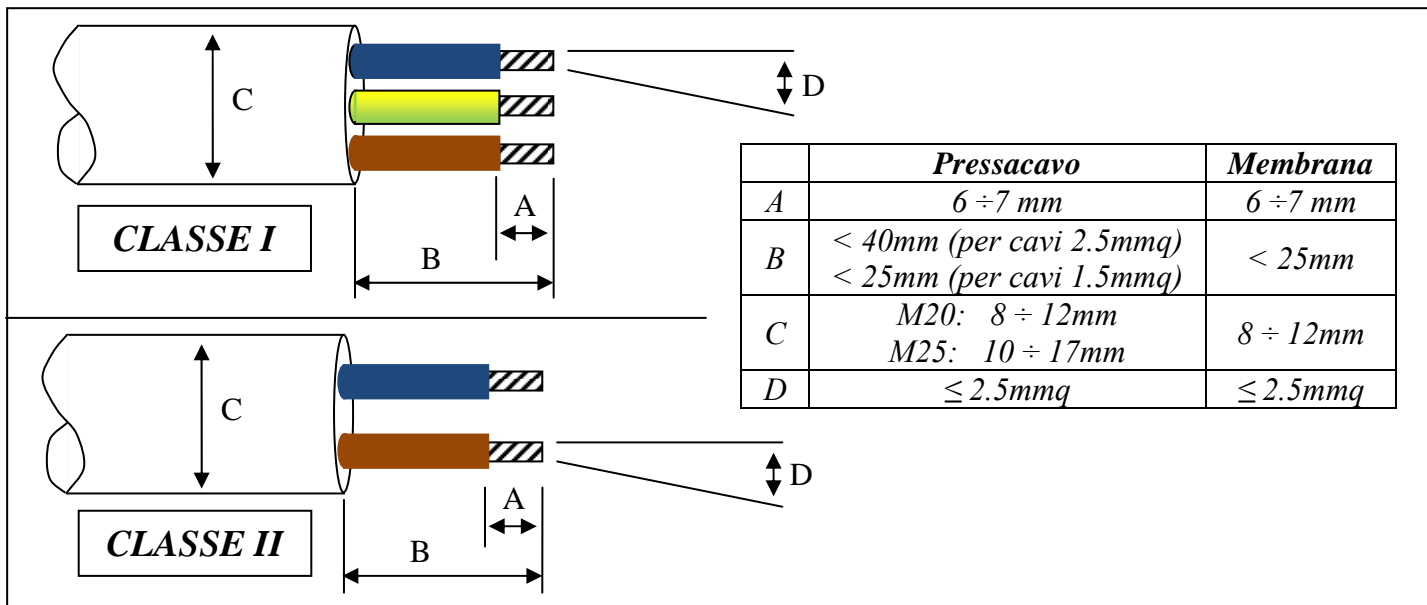 C
D
A
B
CLASSE I
Pressacavo Membrana
A 6 ÷7 mm 6 ÷7 mm
B < 40mm (per cavi 2.5mmq) < 25mm
< 25mm (per cavi 1.5mmq)
C M20: 8 ÷ 12mm 8 ÷ 12mm
M25: 10 ÷ 17mm
D ≤ 2.5mmq ≤ 2.5mmq
C
D
A
B
CLASSE II